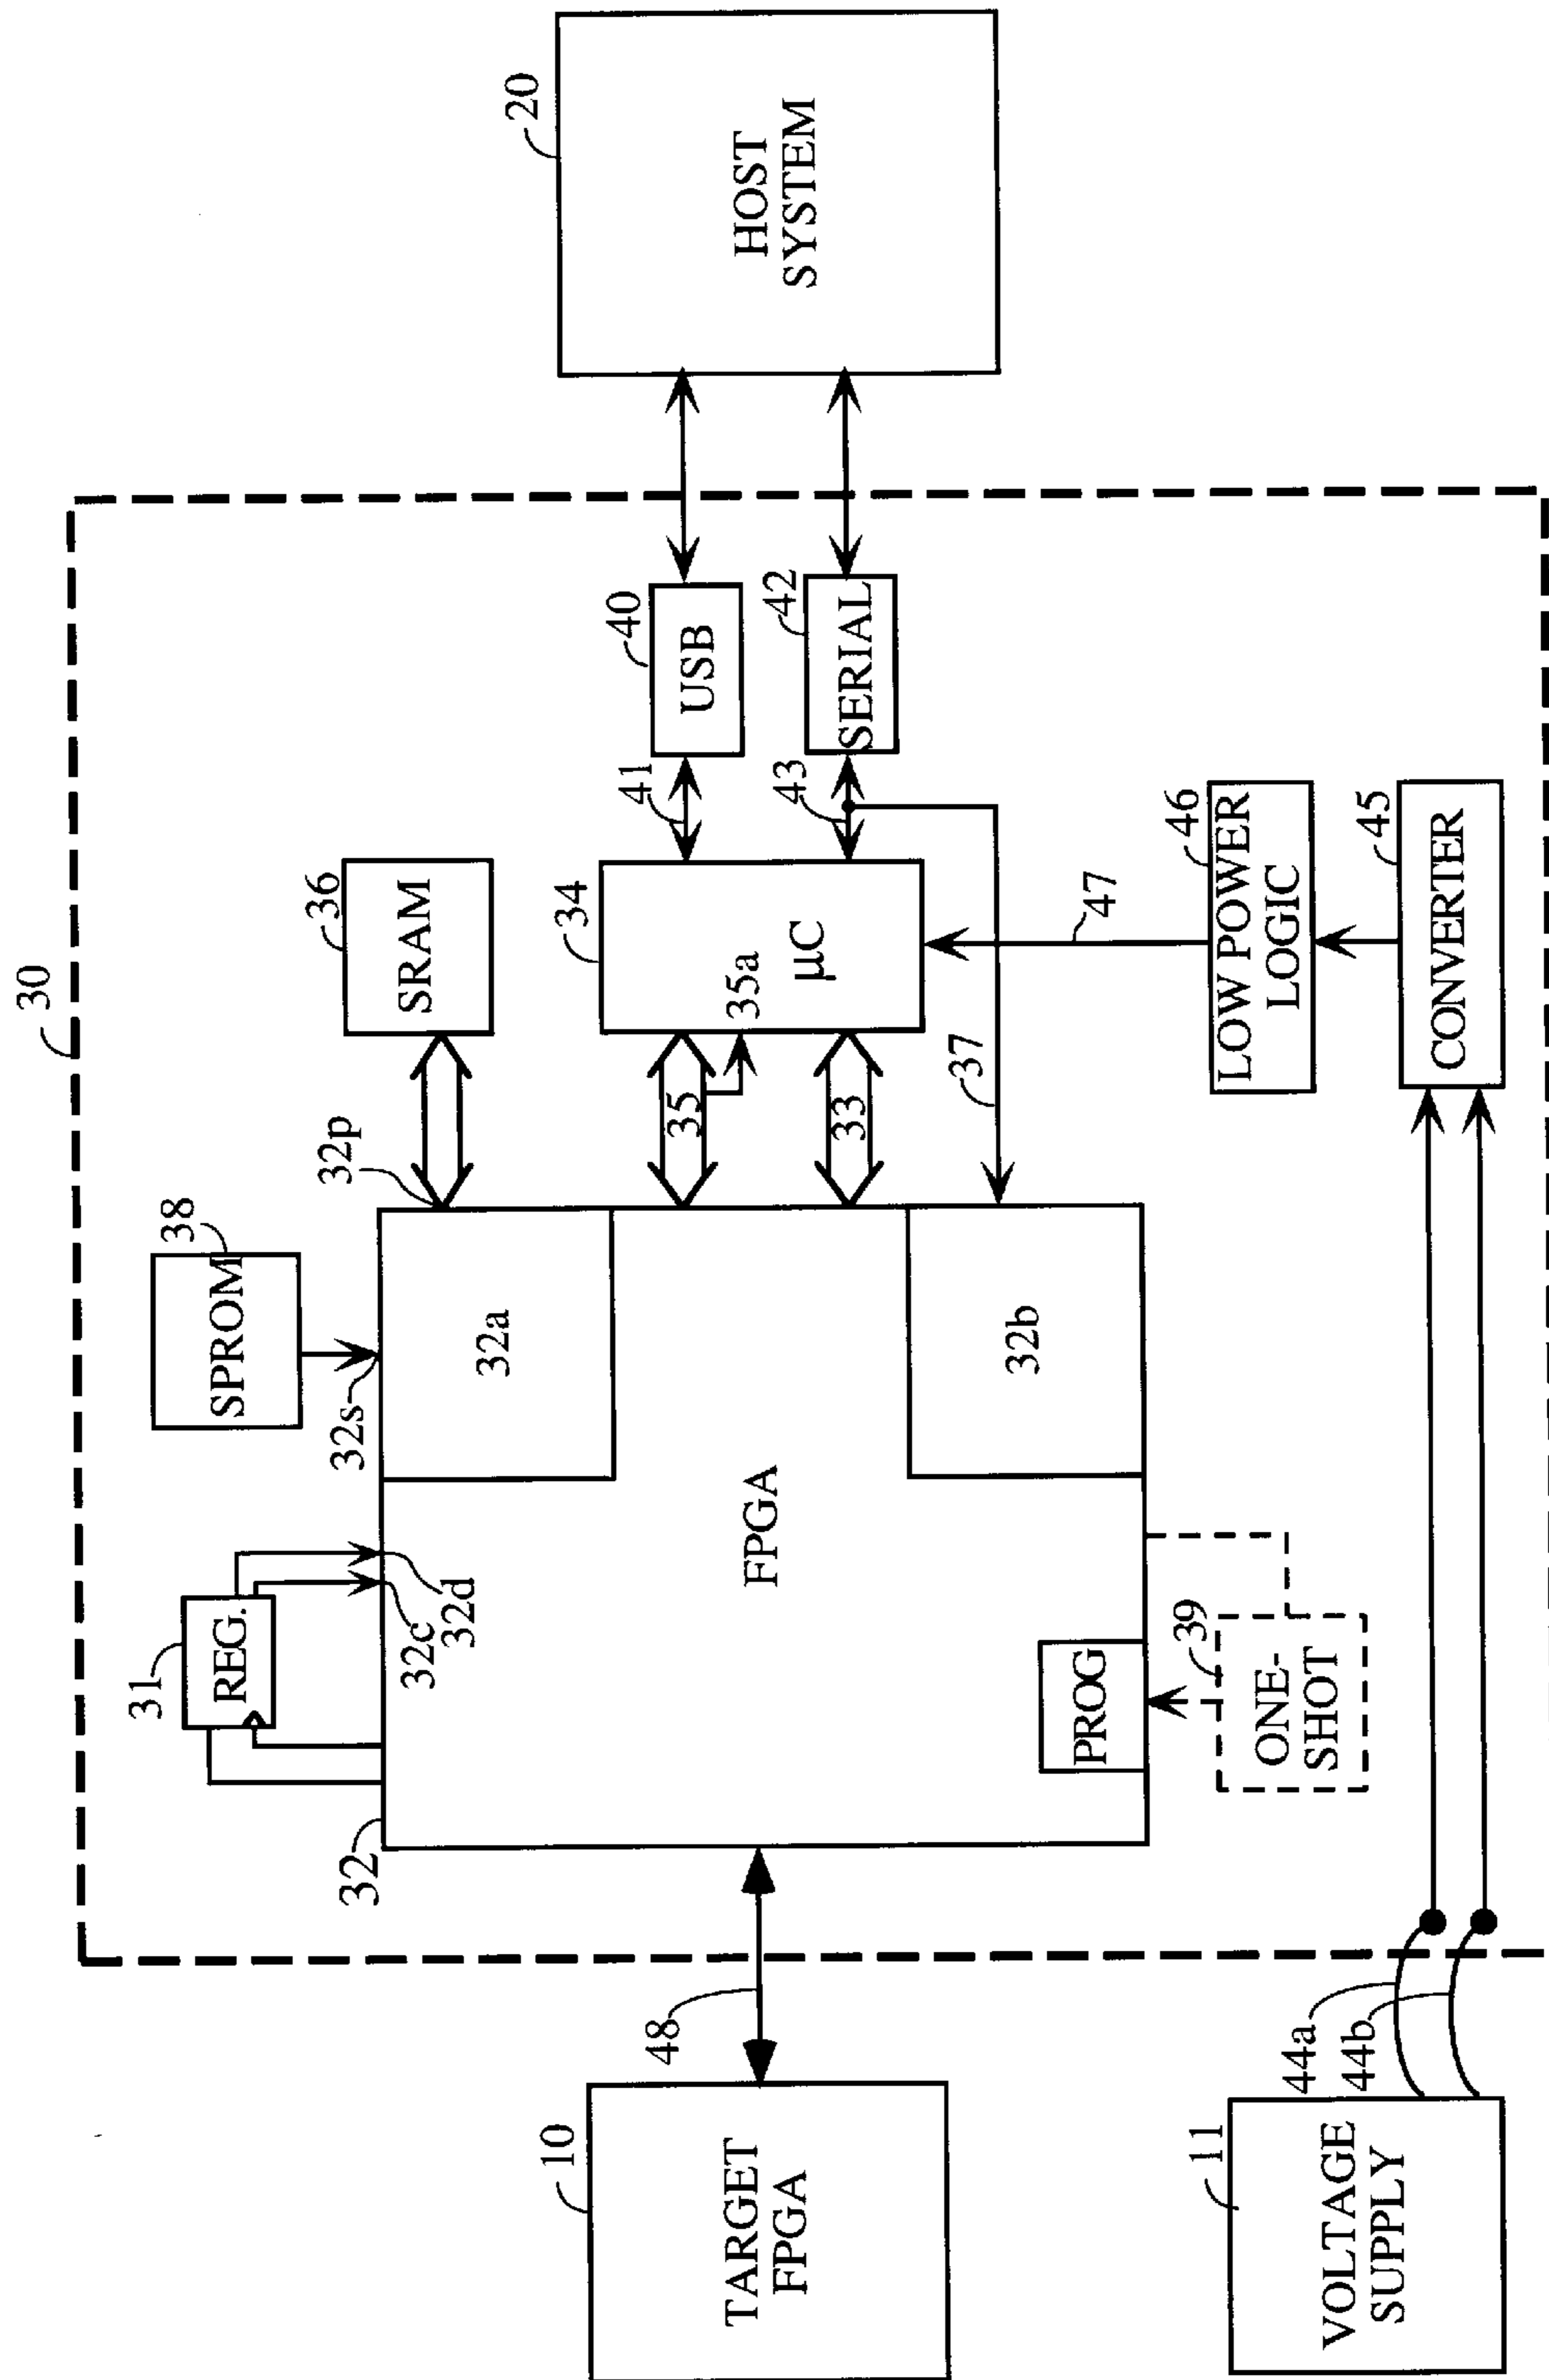 30
31
REG.
32c
32d
SPROM
38
32s
32p
SRAM
36
32
32a
FPGA
32b
PROG
39
ONE-
SHOT
35
35a
33
34
µC
37
41
USB
40
43
SERIAL
42
HOST
SYSTEM
20
48
TARGET
FPGA
10
47
LOW POWER
LOGIC
46
CONVERTER
45
44a
44b
VOLTAGE
SUPPLY
11